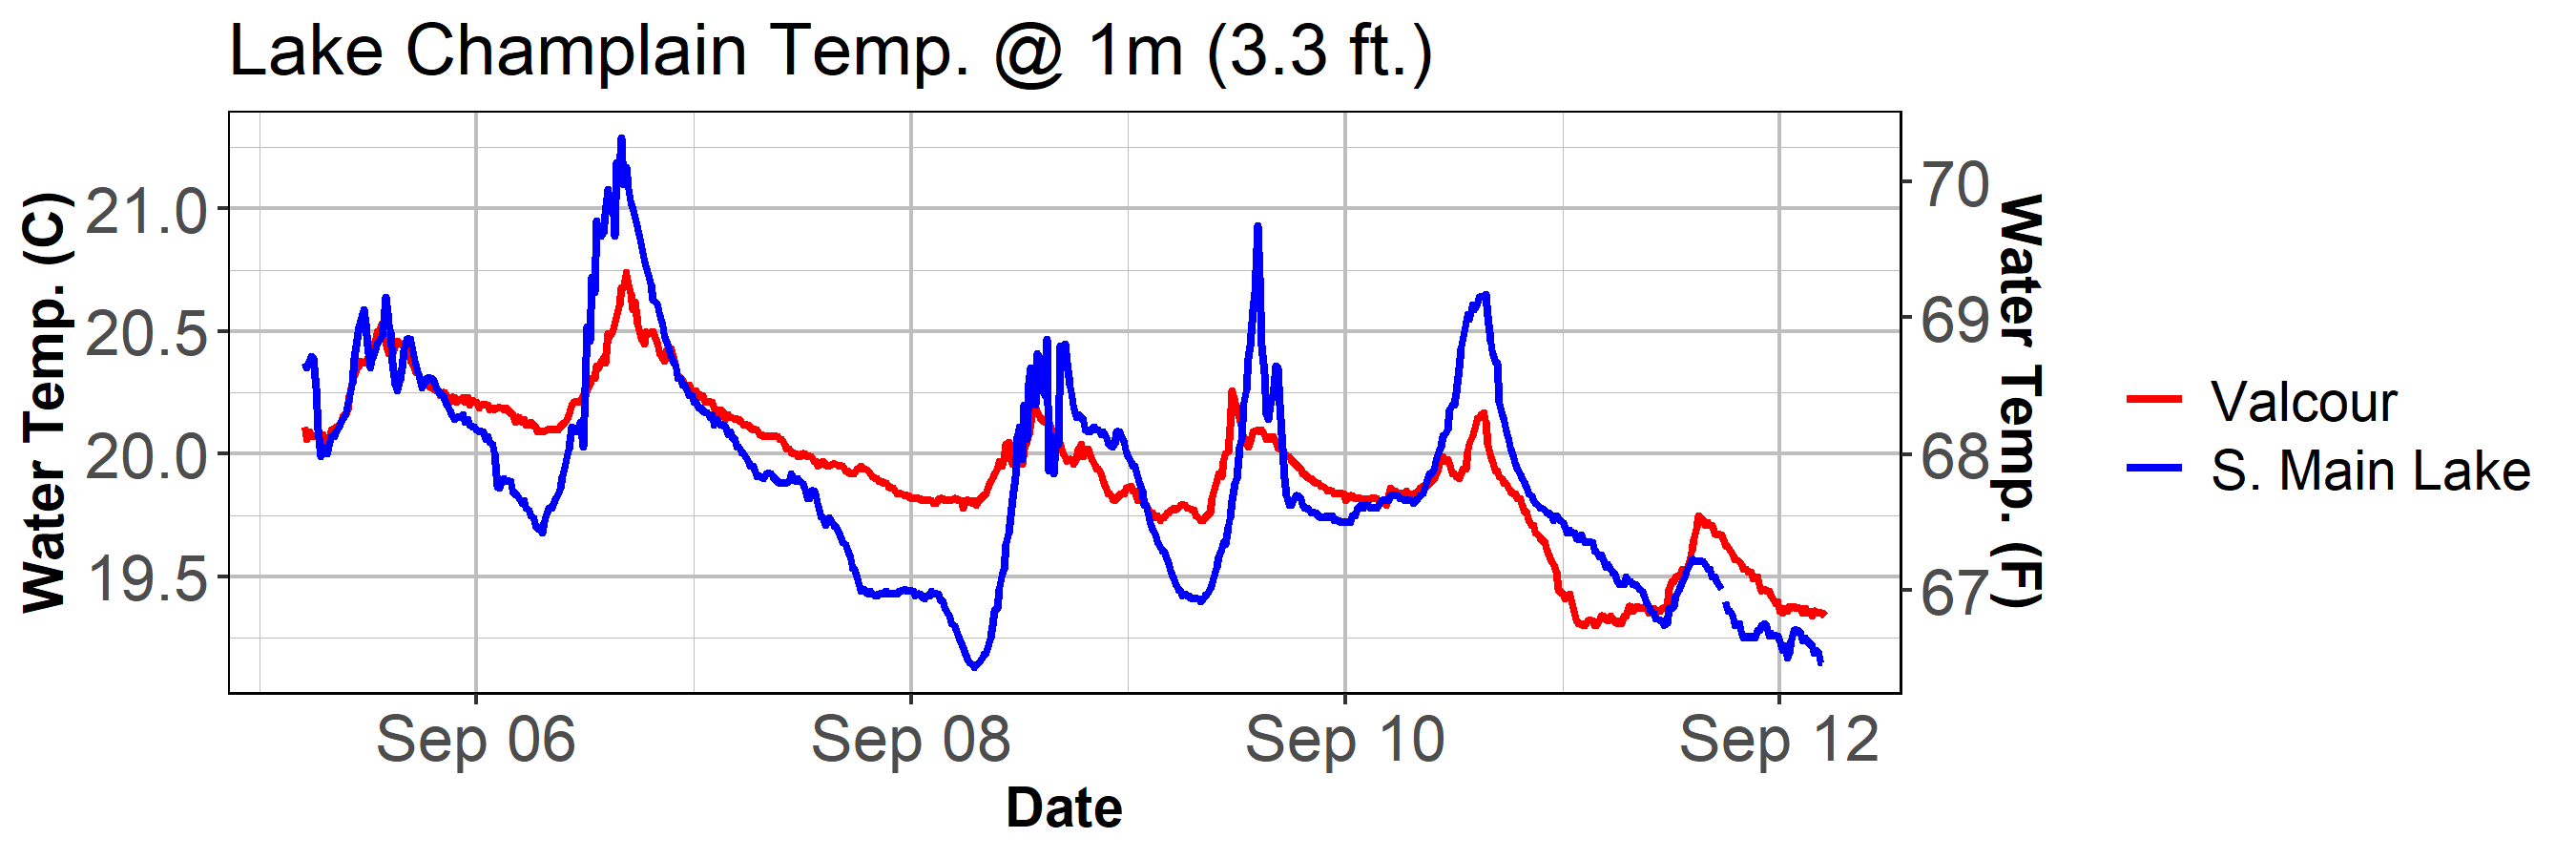 Lake Champlain Temp. @ 1m (3.3 ft.)
Water Temp. (C)
21.0
20.5
20.0
19.5
70
69
68
67
Water Temp. (F)
Sep 06
Sep 08
Sep 10
Sep 12
Date
Valcour
S. Main Lake